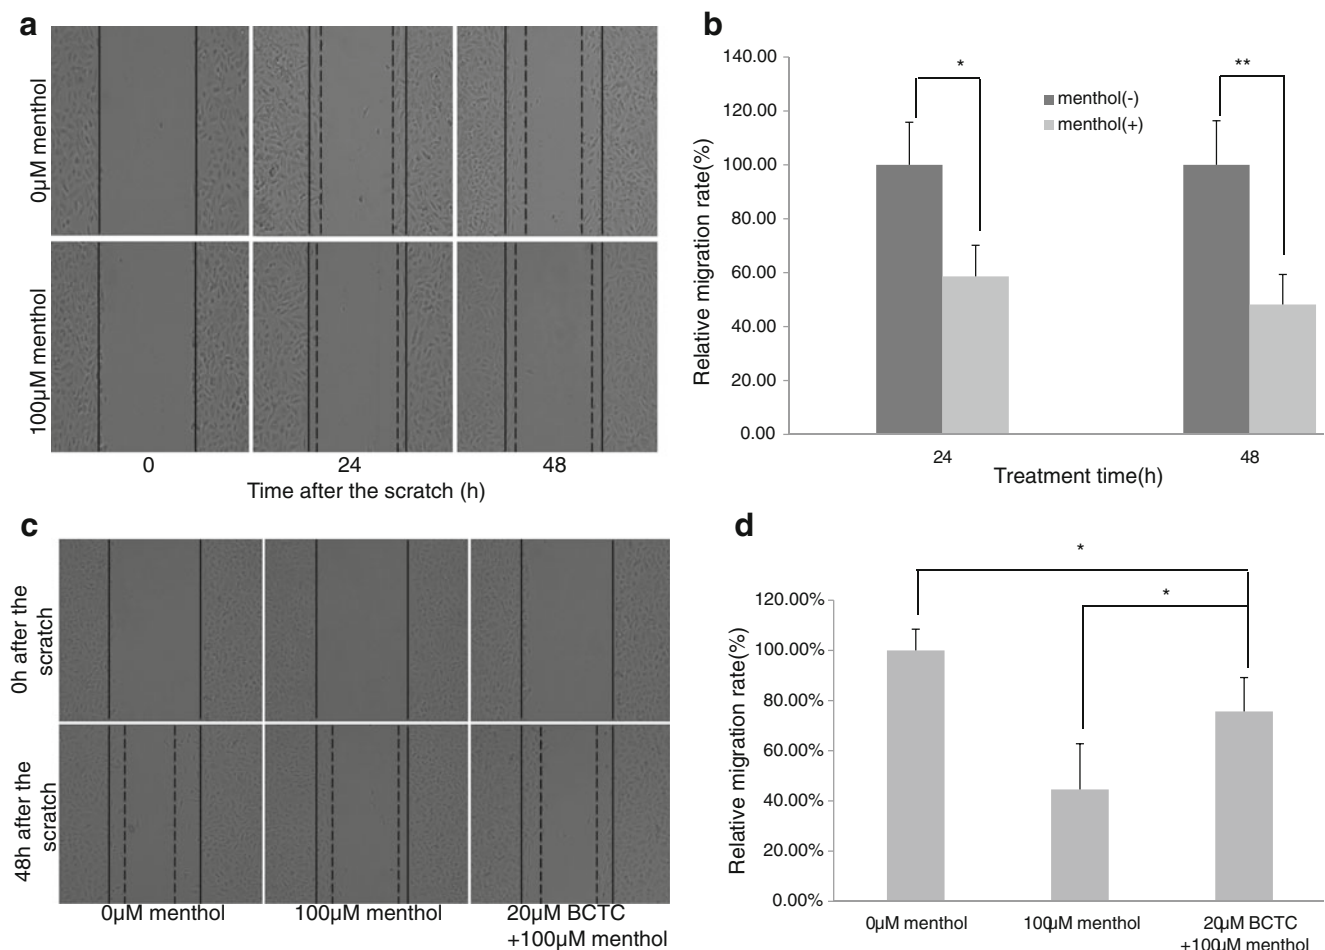 a
0μM menthol
100μM menthol
0
24
48
Time after the scratch (h)
b
140.00
120.00
100.00
80.00
60.00
40.00
20.00
0.00
Relative migration rate(%)
menthol(-)
menthol(+)
*
**
24
48
Treatment time(h)
c
0h after the
scratch
48h after the
scratch
0μM menthol
100μM menthol
20μM BCTC
+100μM menthol
d
120.00%
100.00%
80.00%
60.00%
40.00%
20.00%
0.00%
Relative migration rate(%)
*
*
0μM menthol
100μM menthol
20μM BCTC
+100μM menthol